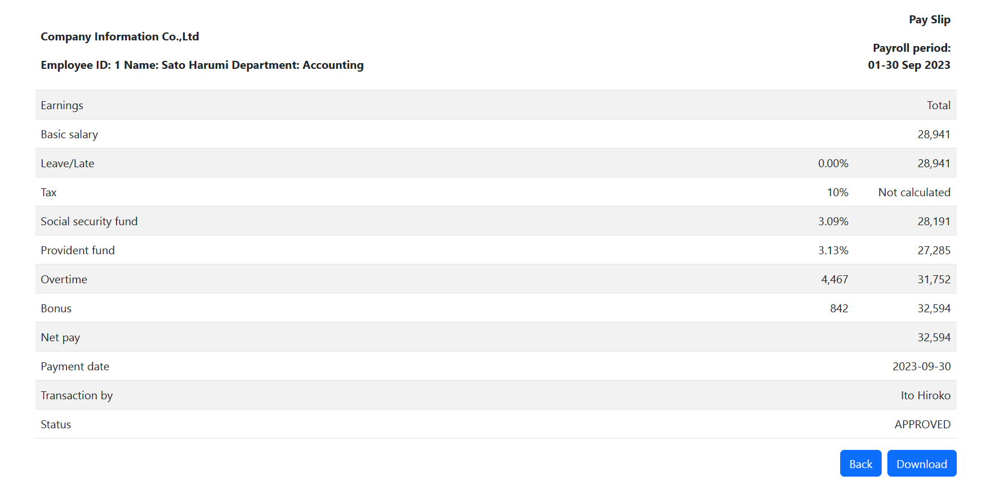 Pay Slip
Company Information Co.,Ltd
Payroll period:
Employee ID: 1 Name: Sato Harumi Department: Accounting 01-30 Sep 2023
Earnings Total
Basic salary 28,941
Leave/Late 0.00% 28,941
Tax 10% Not calculated
Social security fund 3.09% 28,191
Provident fund 3.13% 27,285
Overtime 4,467 31,752
Bonus 842 32,594
Net pay 32,594
Payment date 2023-09-30
Transaction by Ito Hiroko
Status APPROVED
Back Download